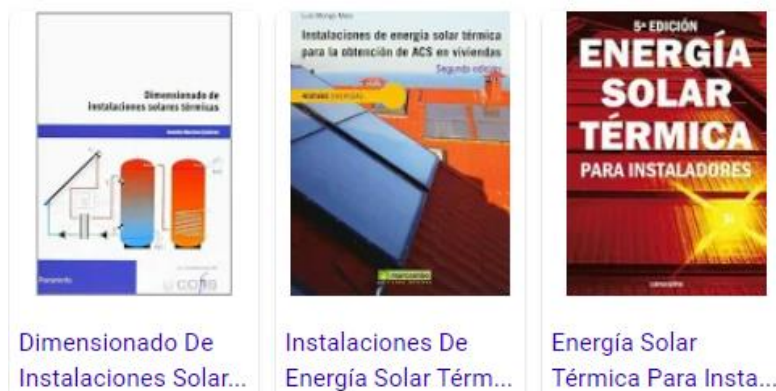 Dimensionado de
instalaciones solares térmicas
Paraninfo
Instalaciones de energía solar térmica
para la obtención de ACS en viviendas
Segunda edición
marcombo
5ª EDICIÓN
ENERGÍA
SOLAR
TÉRMICA
PARA INSTALADORES
Dimensionado De
Instalaciones Solar...
Instalaciones De
Energía Solar Térm...
Energía Solar
Térmica Para Insta...